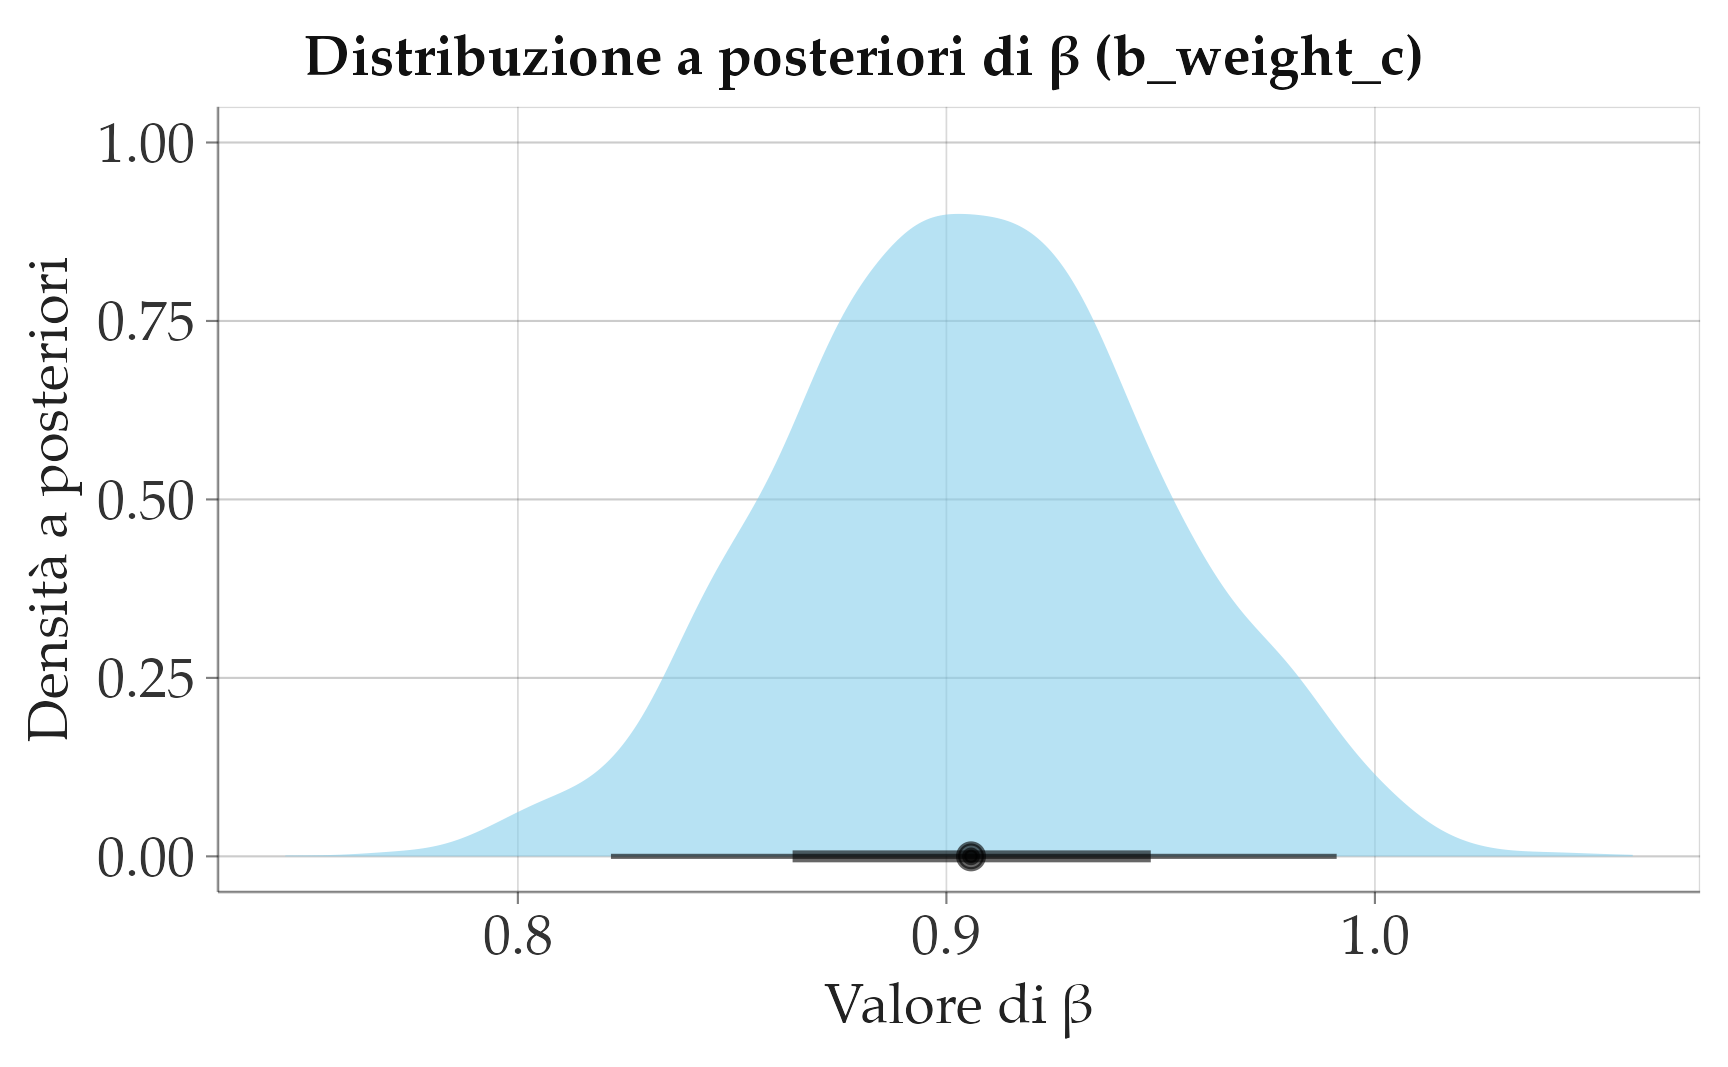 Distribuzione a posteriori di β (b_weight_c)
Densità a posteriori
1.00
0.75
0.50
0.25
0.00
0.8
0.9
1.0
Valore di β